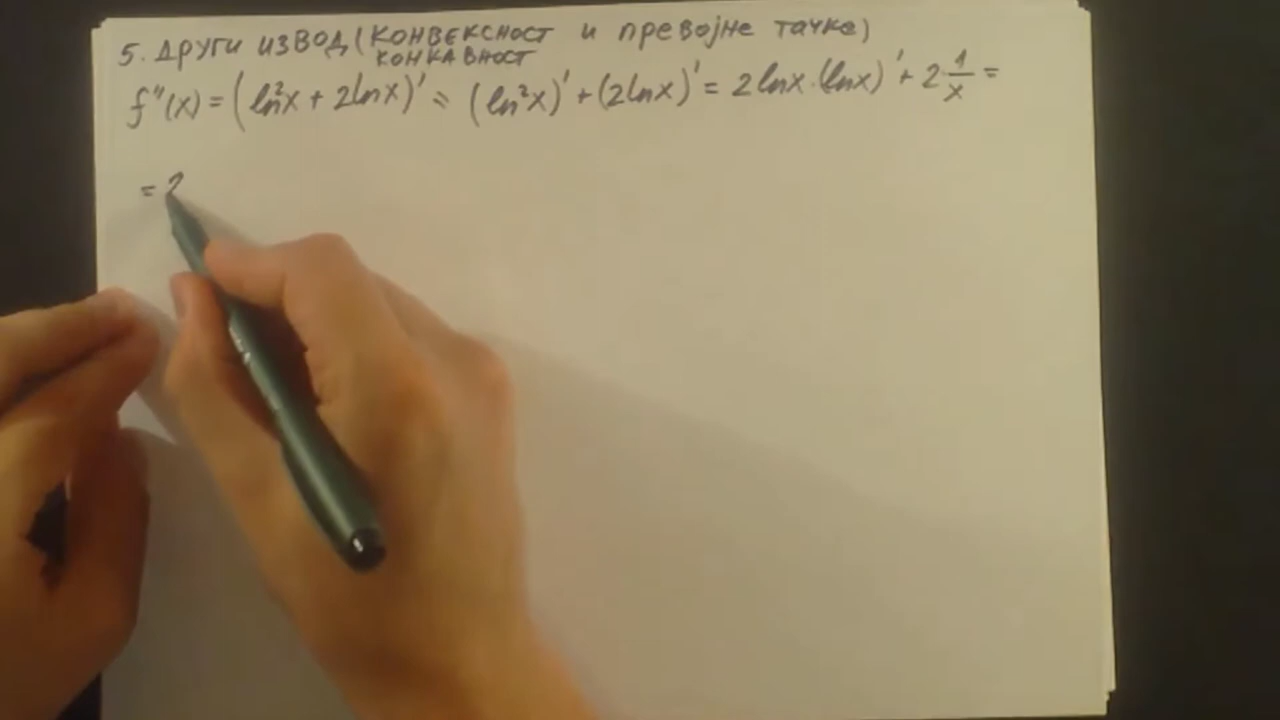 5. Други извод (конвексност и превојне тачке)
конкавност
f''(x) = (ln²x + 2lnx)' = (ln²x)' + (2lnx)' = 2lnx·(lnx)' + 2·1/x =
= 2